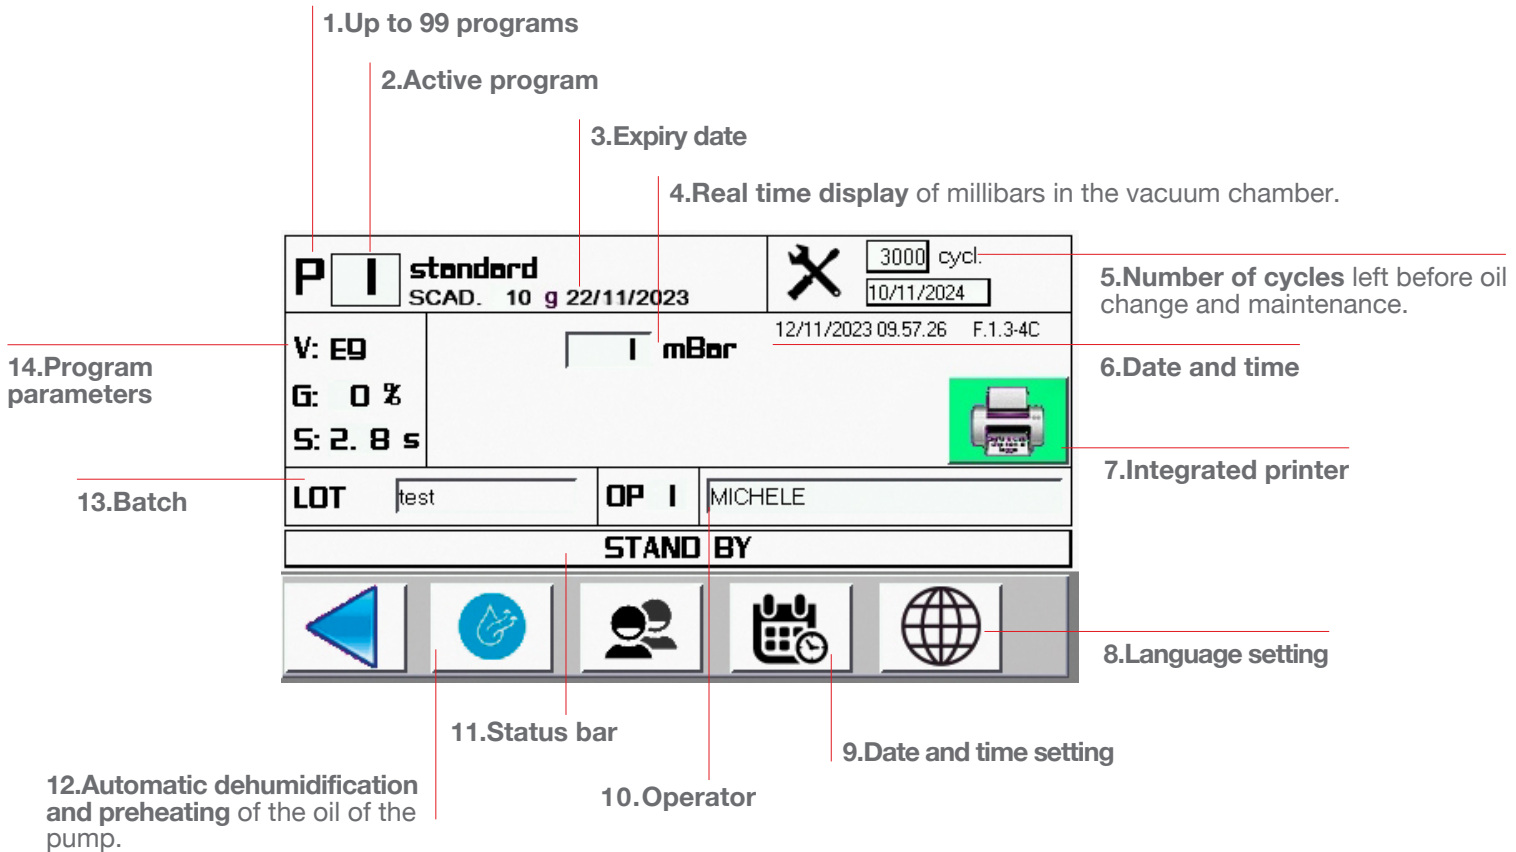 1.Up to 99 programs
2.Active program
3.Expiry date
4.Real time display of millibars in the vacuum chamber.
P 1 standard
SCAD. 10 g 22/11/2023
3000 cycl.
10/11/2024
5.Number of cycles left before oil
change and maintenance.
12/11/2023 09.57.26 F.1.3-4C
V: E9
1 mBar
6.Date and time
14.Program
parameters
G: 0 %
S: 2. 8 s
7.Integrated printer
13.Batch
LOT test OP 1 MICHELE
STAND BY
8.Language setting
11.Status bar
9.Date and time setting
12.Automatic dehumidification
and preheating of the oil of the
pump.
10.Operator